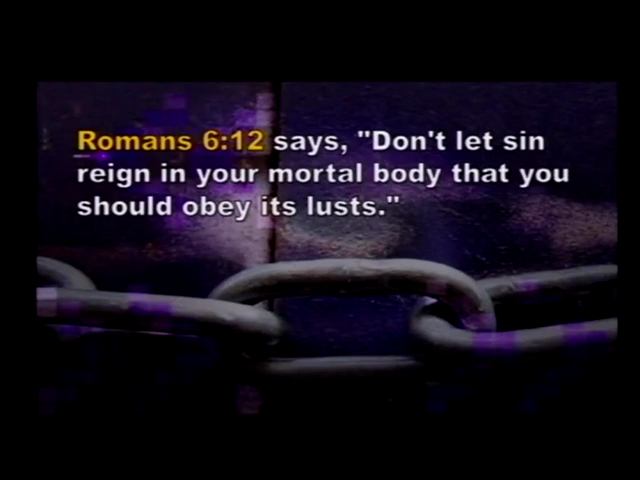 Romans 6:12 says, "Don't let sin
reign in your mortal body that you
should obey its lusts."